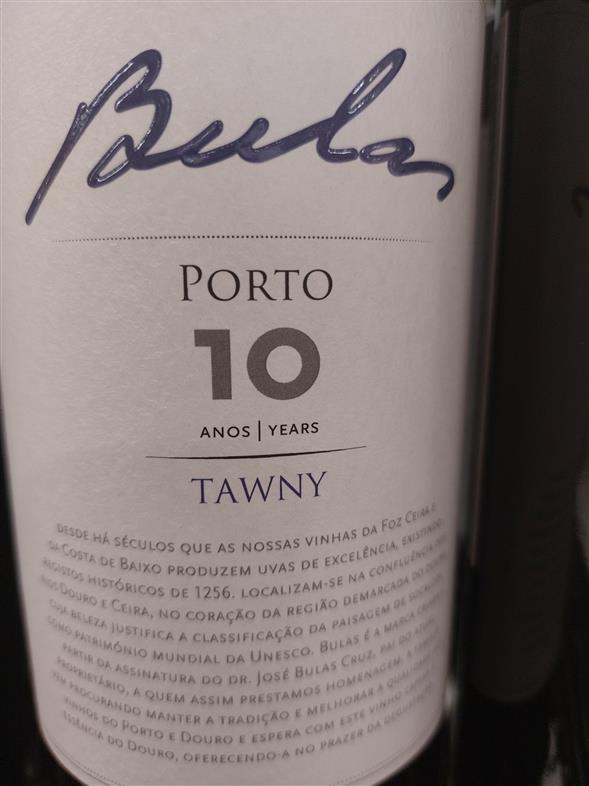 Bulas
PORTO
10
ANOS | YEARS
TAWNY
DESDE HÁ SÉCULOS QUE AS NOSSAS VINHAS DA FOZ CEIRA E
DA COSTA DE BAIXO PRODUZEM UVAS DE EXCELÊNCIA, EXISTINDO
REGISTOS HISTÓRICOS DE 1256. LOCALIZAM-SE NA CONFLUÊNCIA DOS
RIOS DOURO E CEIRA, NO CORAÇÃO DA REGIÃO DEMARCADA DO DOURO,
CUJA BELEZA JUSTIFICA A CLASSIFICAÇÃO DA PAISAGEM DE SOCALCOS
COMO PATRIMÓNIO MUNDIAL DA UNESCO. BULAS É A MARCA CRIADA A
PARTIR DA ASSINATURA DO DR. JOSÉ BULAS CRUZ, PAI DO ATUAL
PROPRIETÁRIO, A QUEM ASSIM PRESTAMOS HOMENAGEM. A FAMÍLIA
TEM PROCURANDO MANTER A TRADIÇÃO E MELHORAR A QUALIDADE
VINHOS DO PORTO E DOURO E ESPERA COM ESTE VINHO CAPTAR A
ESSÊNCIA DO DOURO, OFERECENDO-A NO PRAZER DA DEGUSTAÇÃO.